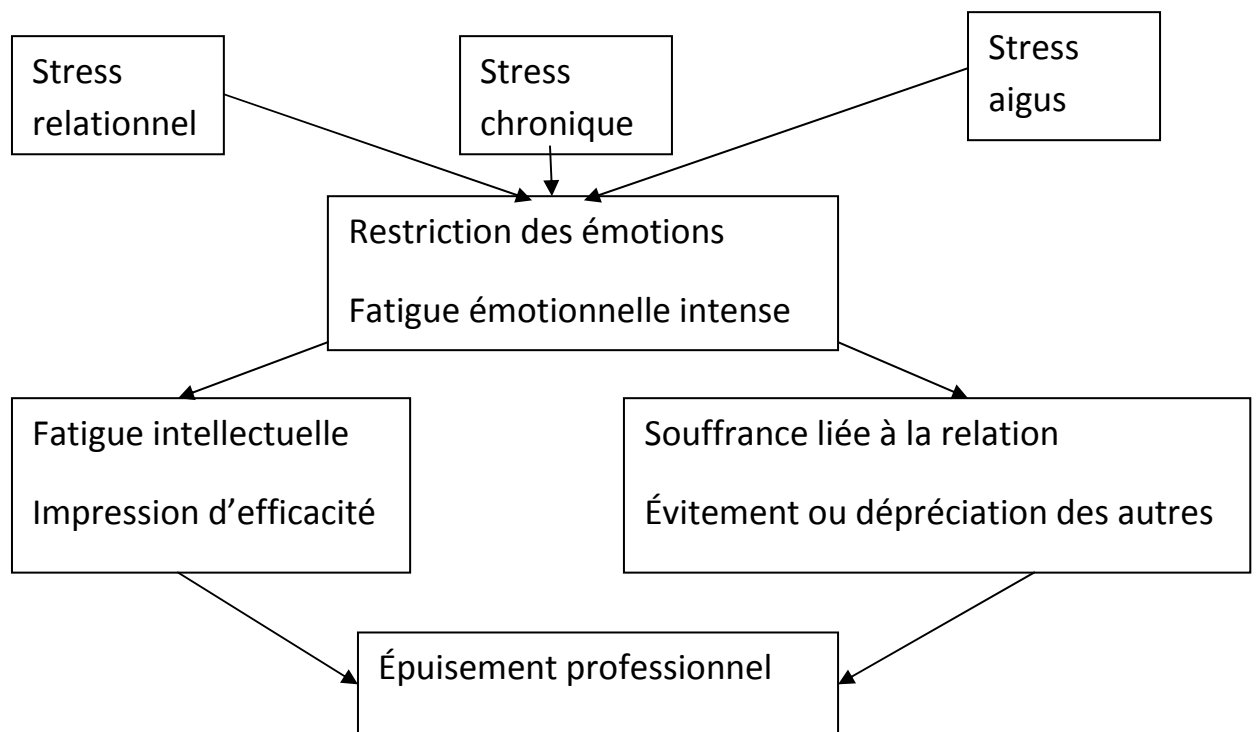 Stress
relationnel
Stress
chronique
Stress
aigus
Restriction des émotions
Fatigue émotionnelle intense
Fatigue intellectuelle
Impression d’efficacité
Souffrance liée à la relation
Évitement ou dépréciation des autres
Épuisement professionnel